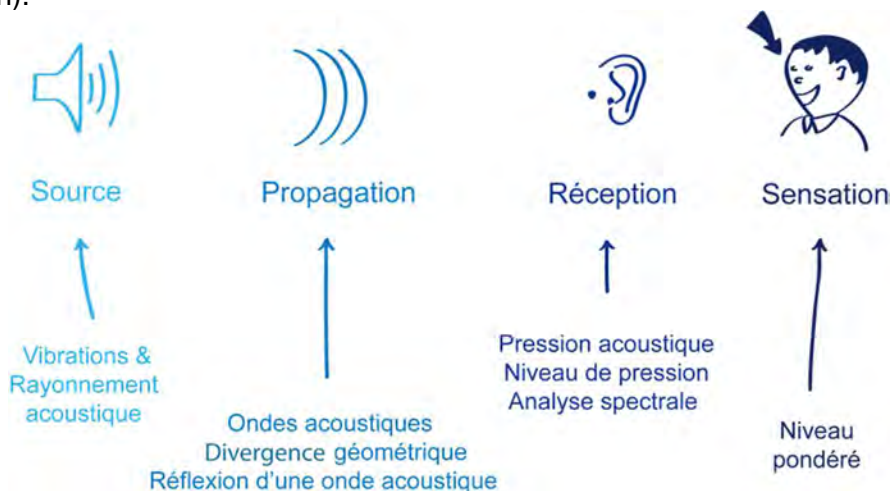 n).
Source
Propagation
Réception
Sensation
Vibrations &
Rayonnement
acoustique
Ondes acoustiques
Divergence géométrique
Réflexion d'une onde acoustique
Pression acoustique
Niveau de pression
Analyse spectrale
Niveau
pondéré